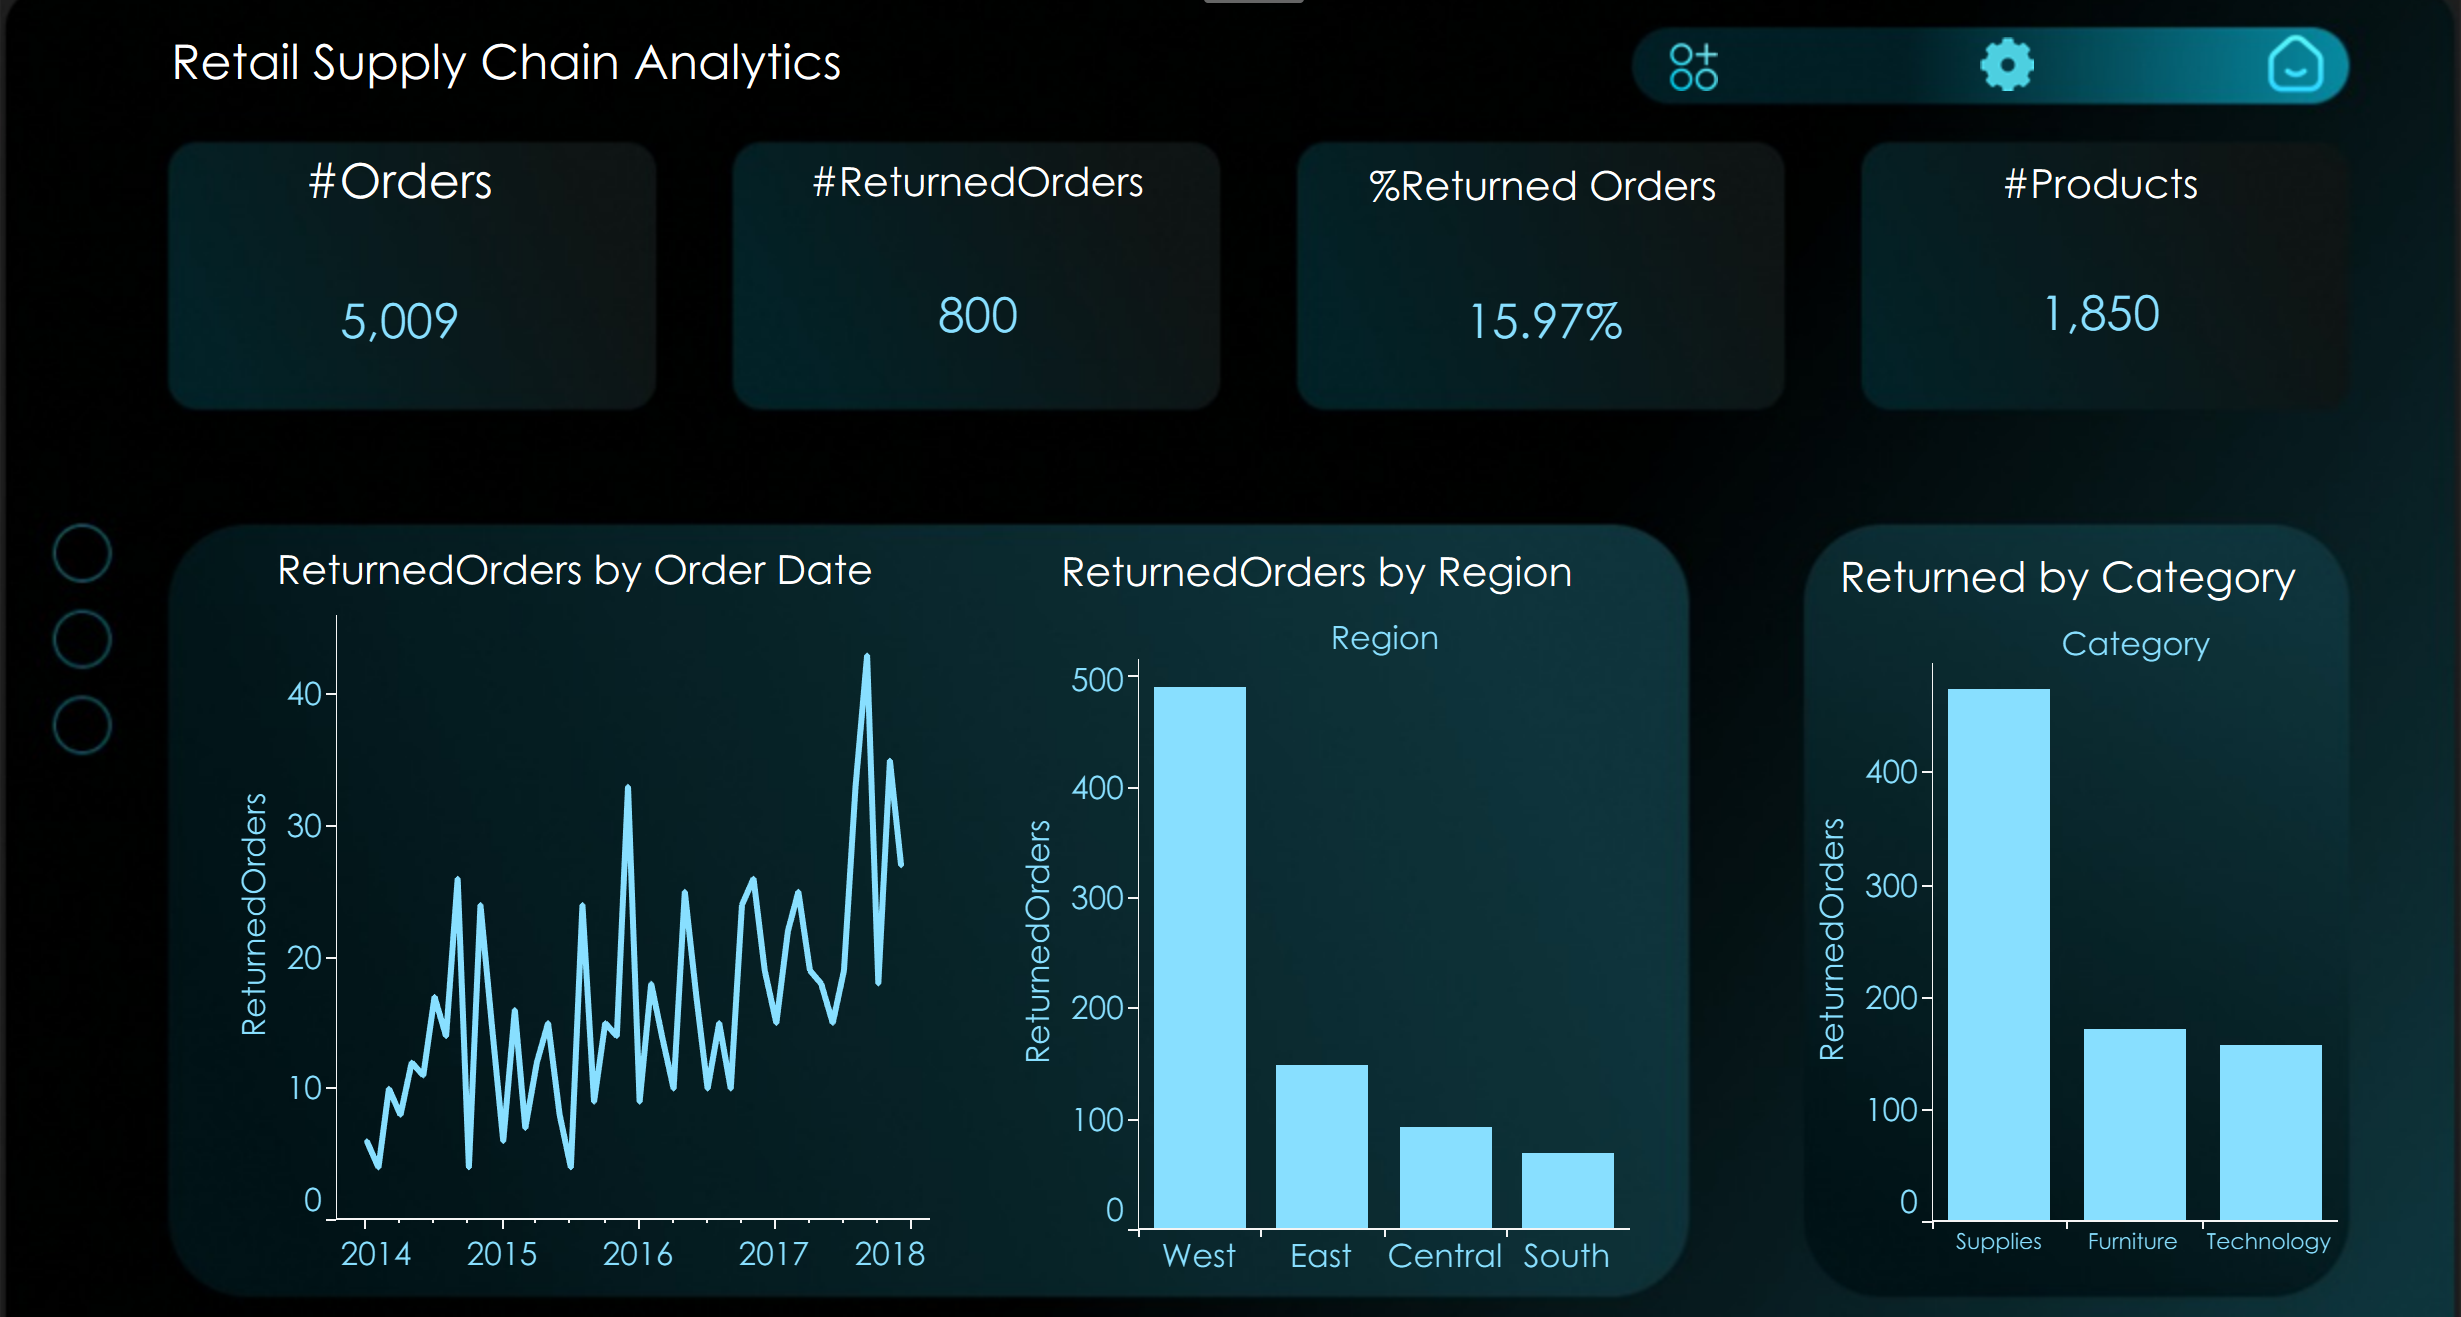 Retail Supply Chain Analytics
#Orders
5,009
#ReturnedOrders
800
%Returned Orders
15.97%
#Products
1,850
ReturnedOrders by Order Date
ReturnedOrders
40
30
20
10
0
2014 2015 2016 2017 2018
ReturnedOrders by Region
Region
ReturnedOrders
500
400
300
200
100
0
West East Central South
Returned by Category
Category
ReturnedOrders
400
300
200
100
0
Supplies Furniture Technology